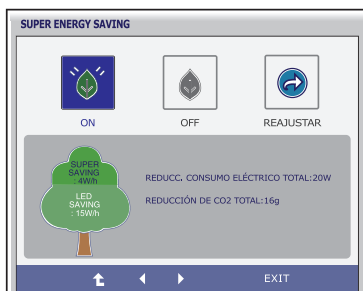 SUPER ENERGY SAVING
ON
OFF
REAJUSTAR
SUPER
SAVING
: 4W/h
LED
SAVING
: 15W/h
REDUCC. CONSUMO ELÉCTRICO TOTAL:20W
REDUCCIÓN DE CO2 TOTAL:16g
EXIT